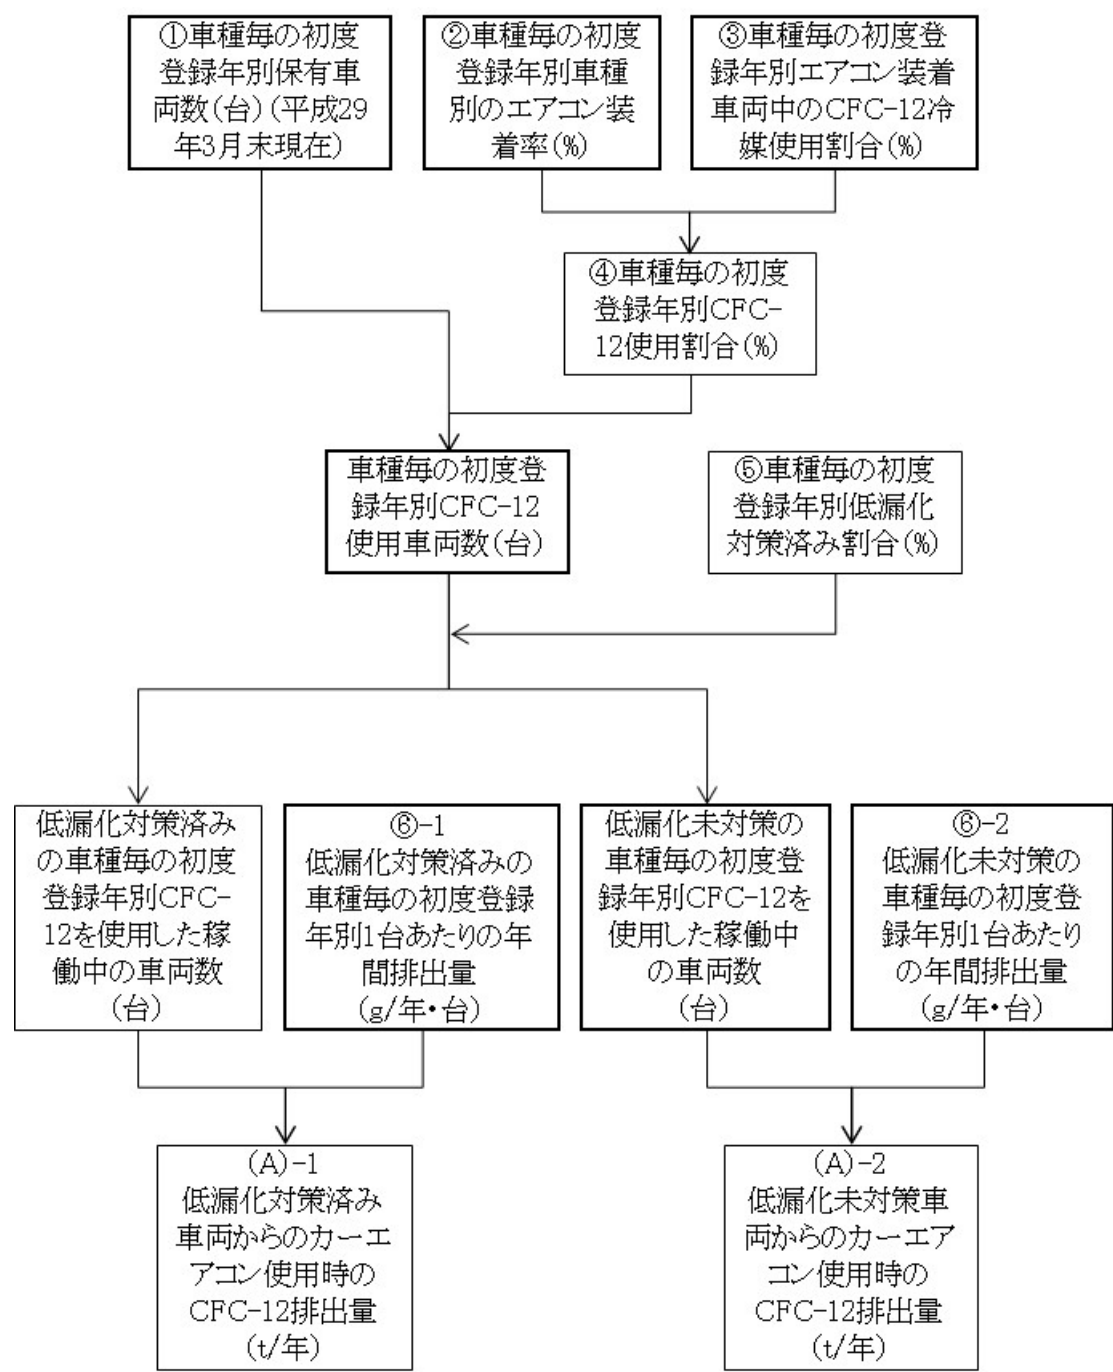 ①車種毎の初度
登録年別保有車
両数(台)(平成29
年3月末現在)
②車種毎の初度
登録年別車種
別のエアコン装
着率(%)
③車種毎の初度登
録年別エアコン装着
車両中のCFC-12冷
媒使用割合(%)
④車種毎の初度
登録年別CFC-
12使用割合(%)
車種毎の初度登
録年別CFC-12
使用車両数(台)
⑤車種毎の初度
登録年別低漏化
対策済み割合(%)
低漏化対策済み
の車種毎の初度
登録年別CFC-
12を使用した稼
働中の車両数
(台)
⑥-1
低漏化対策済みの
車種毎の初度登録
年別1台あたりの年
間排出量
(g/年・台)
低漏化未対策の
車種毎の初度登
録年別CFC-12を
使用した稼働中
の車両数
(台)
⑥-2
低漏化未対策の
車種毎の初度登
録年別1台あたり
の年間排出量
(g/年・台)
(A)-1
低漏化対策済み
車両からのカーエ
アコン使用時の
CFC-12排出量
(t/年)
(A)-2
低漏化未対策車
両からのカーエア
コン使用時の
CFC-12排出量
(t/年)